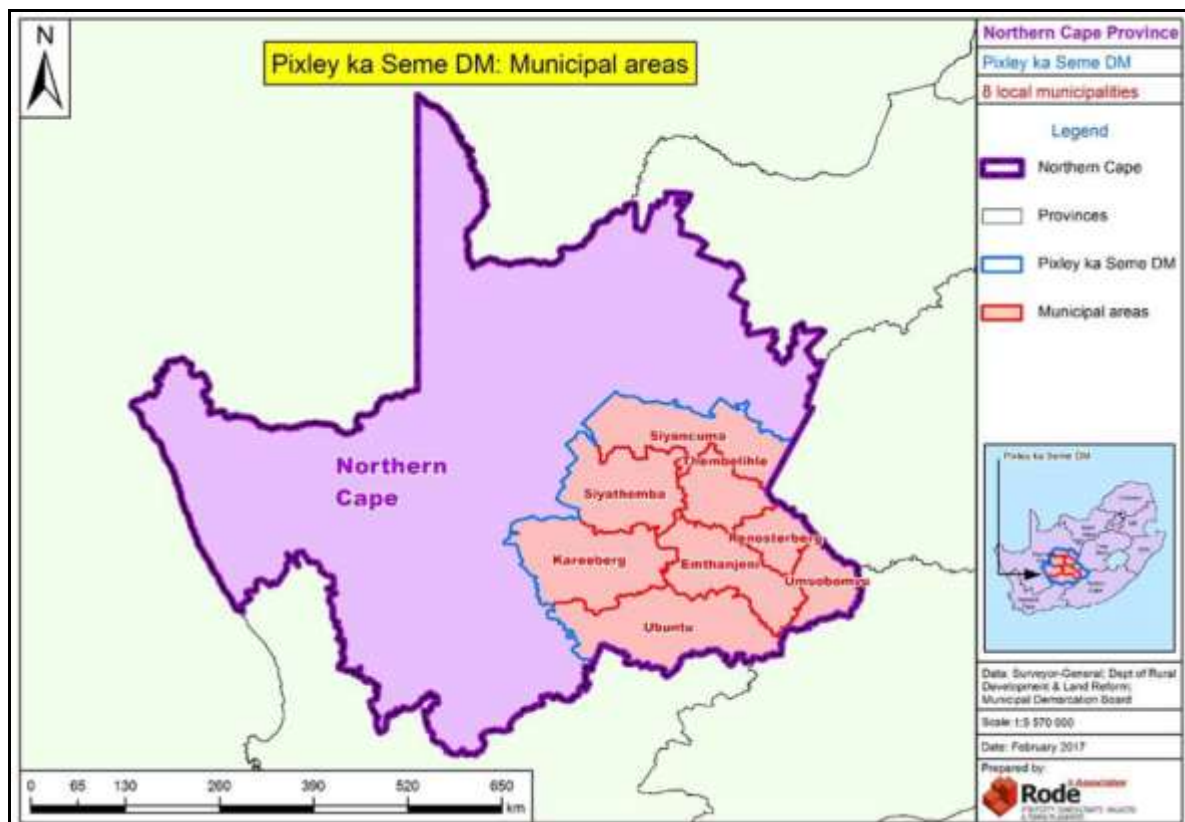 N
Pixley ka Seme DM: Municipal areas
Northern Cape Province
Pixley ka Seme DM
8 local municipalities
Legend
Northern Cape
Provinces
Pixley ka Seme DM
Municipal areas
Siyancuma
Thembelihle
Siyathemba
Northern
Cape
Renosterberg
Kareeberg
Emthanjeni
Umsobomvu
Ubuntu
Pixley ka Seme DM
Data: Surveyor-General; Dept of Rural
Development & Land Reform;
Municipal Demarcation Board
Scale 1:5 570 000
Date: February 2017
Prepared by:
& Associates
Rode
0 65 130 260 390 520 650
km